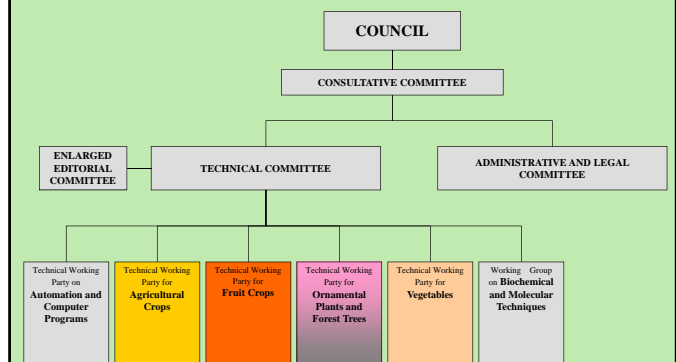 COUNCIL
CONSULTATIVE COMMITTEE
ENLARGED
EDITORIAL
COMMITTEE
TECHNICAL COMMITTEE
ADMINISTRATIVE AND LEGAL
COMMITTEE
Technical Working
Party on
Automation and
Computer
Programs
Technical Working
Party for
Agricultural
Crops
Technical Working
Party for
Fruit Crops
Technical Working
Party for
Ornamental
Plants and
Forest Trees
Technical Working
Party for
Vegetables
Working Group
on Biochemical
and Molecular
Techniques